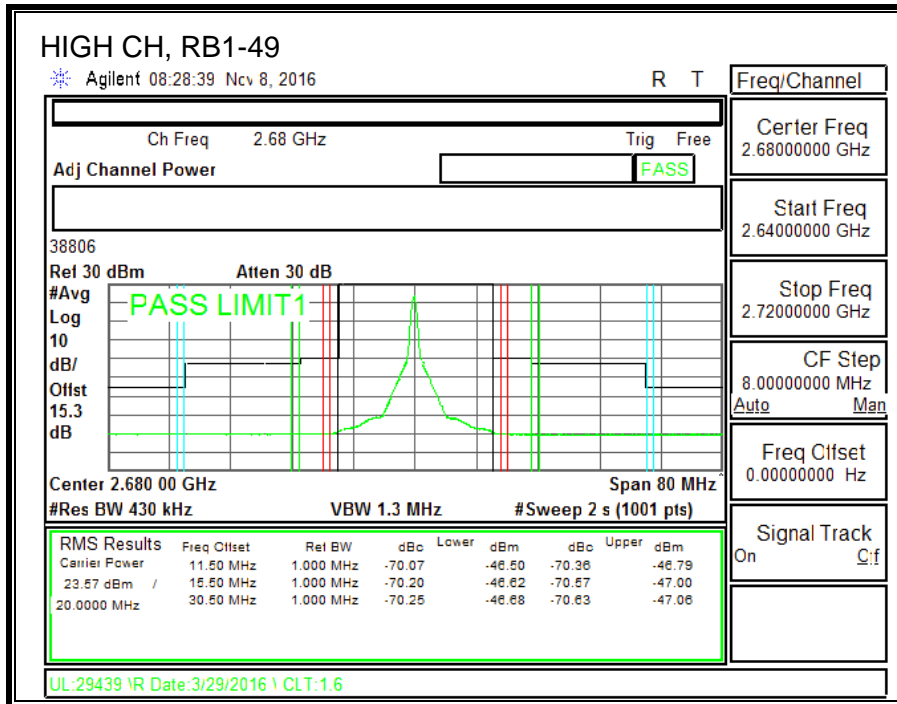 HIGH CH, RB1-49
Agilent 08:28:39 Nov 8, 2016 R T
Ch Freq 2.68 GHz Trig Free
Adj Channel Power PASS
38806
Ref 30 dBm Atten 30 dB
#Avg
Log
10
dB/
Offst
15.3
dB
PASS LIMIT1
Center 2.680 00 GHz Span 80 MHz
#Res BW 430 kHz VBW 1.3 MHz #Sweep 2 s (1001 pts)
RMS Results Freq Offset Ref BW dBc Lower dBm dBc Upper dBm
Carrier Power 11.50 MHz 1.000 MHz -70.07 -46.50 -70.36 -46.79
23.57 dBm / 15.50 MHz 1.000 MHz -70.20 -46.62 -70.57 -47.00
20.0000 MHz 30.50 MHz 1.000 MHz -70.25 -46.68 -70.63 -47.06
UL:29439 \R Date:3/29/2016 \ CLT:1.6
Freq/Channel
Center Freq
2.68000000 GHz
Start Freq
2.64000000 GHz
Stop Freq
2.72000000 GHz
CF Step
8.00000000 MHz
Auto Man
Freq Offset
0.00000000 Hz
Signal Track
On Off